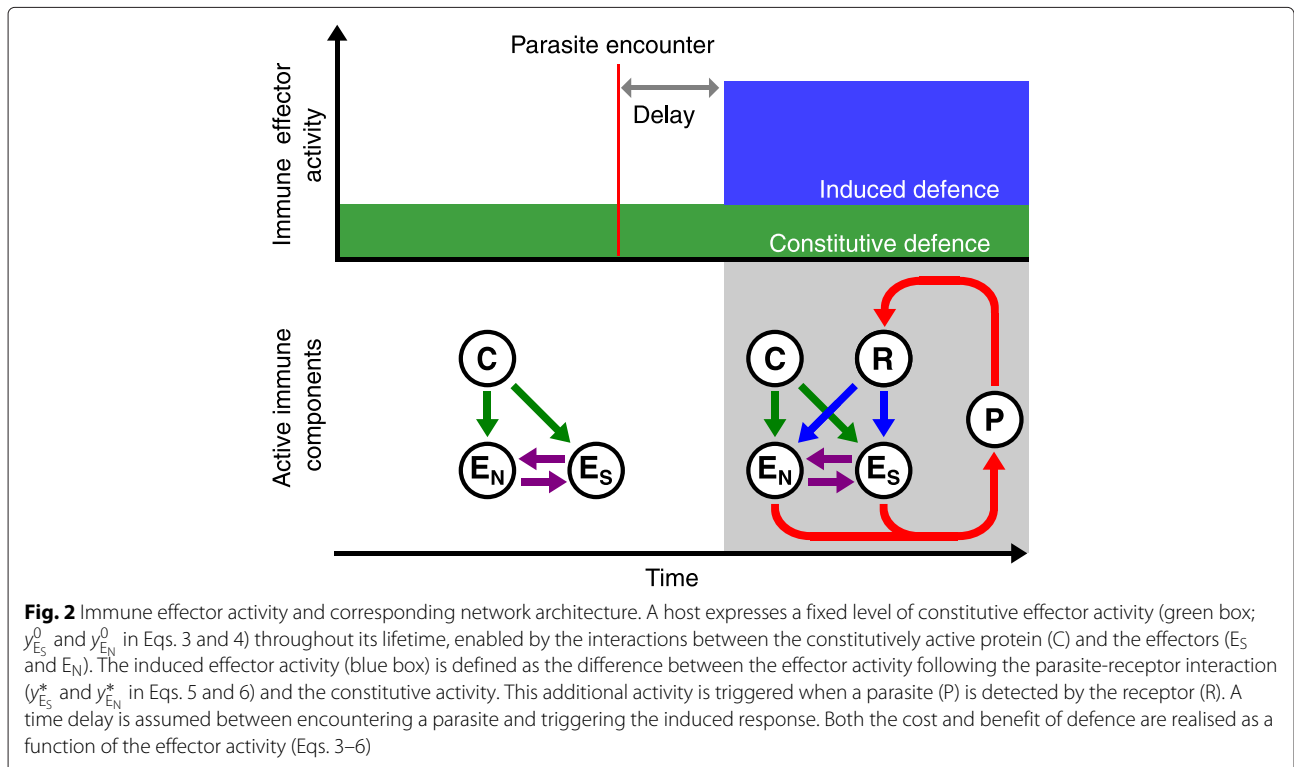 Parasite encounter
Delay
Immune effector
activity
Induced defence
Constitutive defence
Active immune
components
C
E_N
E_S
C
R
P
E_N
E_S
Time
Fig. 2 Immune effector activity and corresponding network architecture. A host expresses a fixed level of constitutive effector activity (green box;
y^0_{E_S} and y^0_{E_N} in Eqs. 3 and 4) throughout its lifetime, enabled by the interactions between the constitutively active protein (C) and the effectors (E_S
and E_N). The induced effector activity (blue box) is defined as the difference between the effector activity following the parasite-receptor interaction
(y^*_{E_S} and y^*_{E_N} in Eqs. 5 and 6) and the constitutive activity. This additional activity is triggered when a parasite (P) is detected by the receptor (R). A
time delay is assumed between encountering a parasite and triggering the induced response. Both the cost and benefit of defence are realised as a
function of the effector activity (Eqs. 3–6)